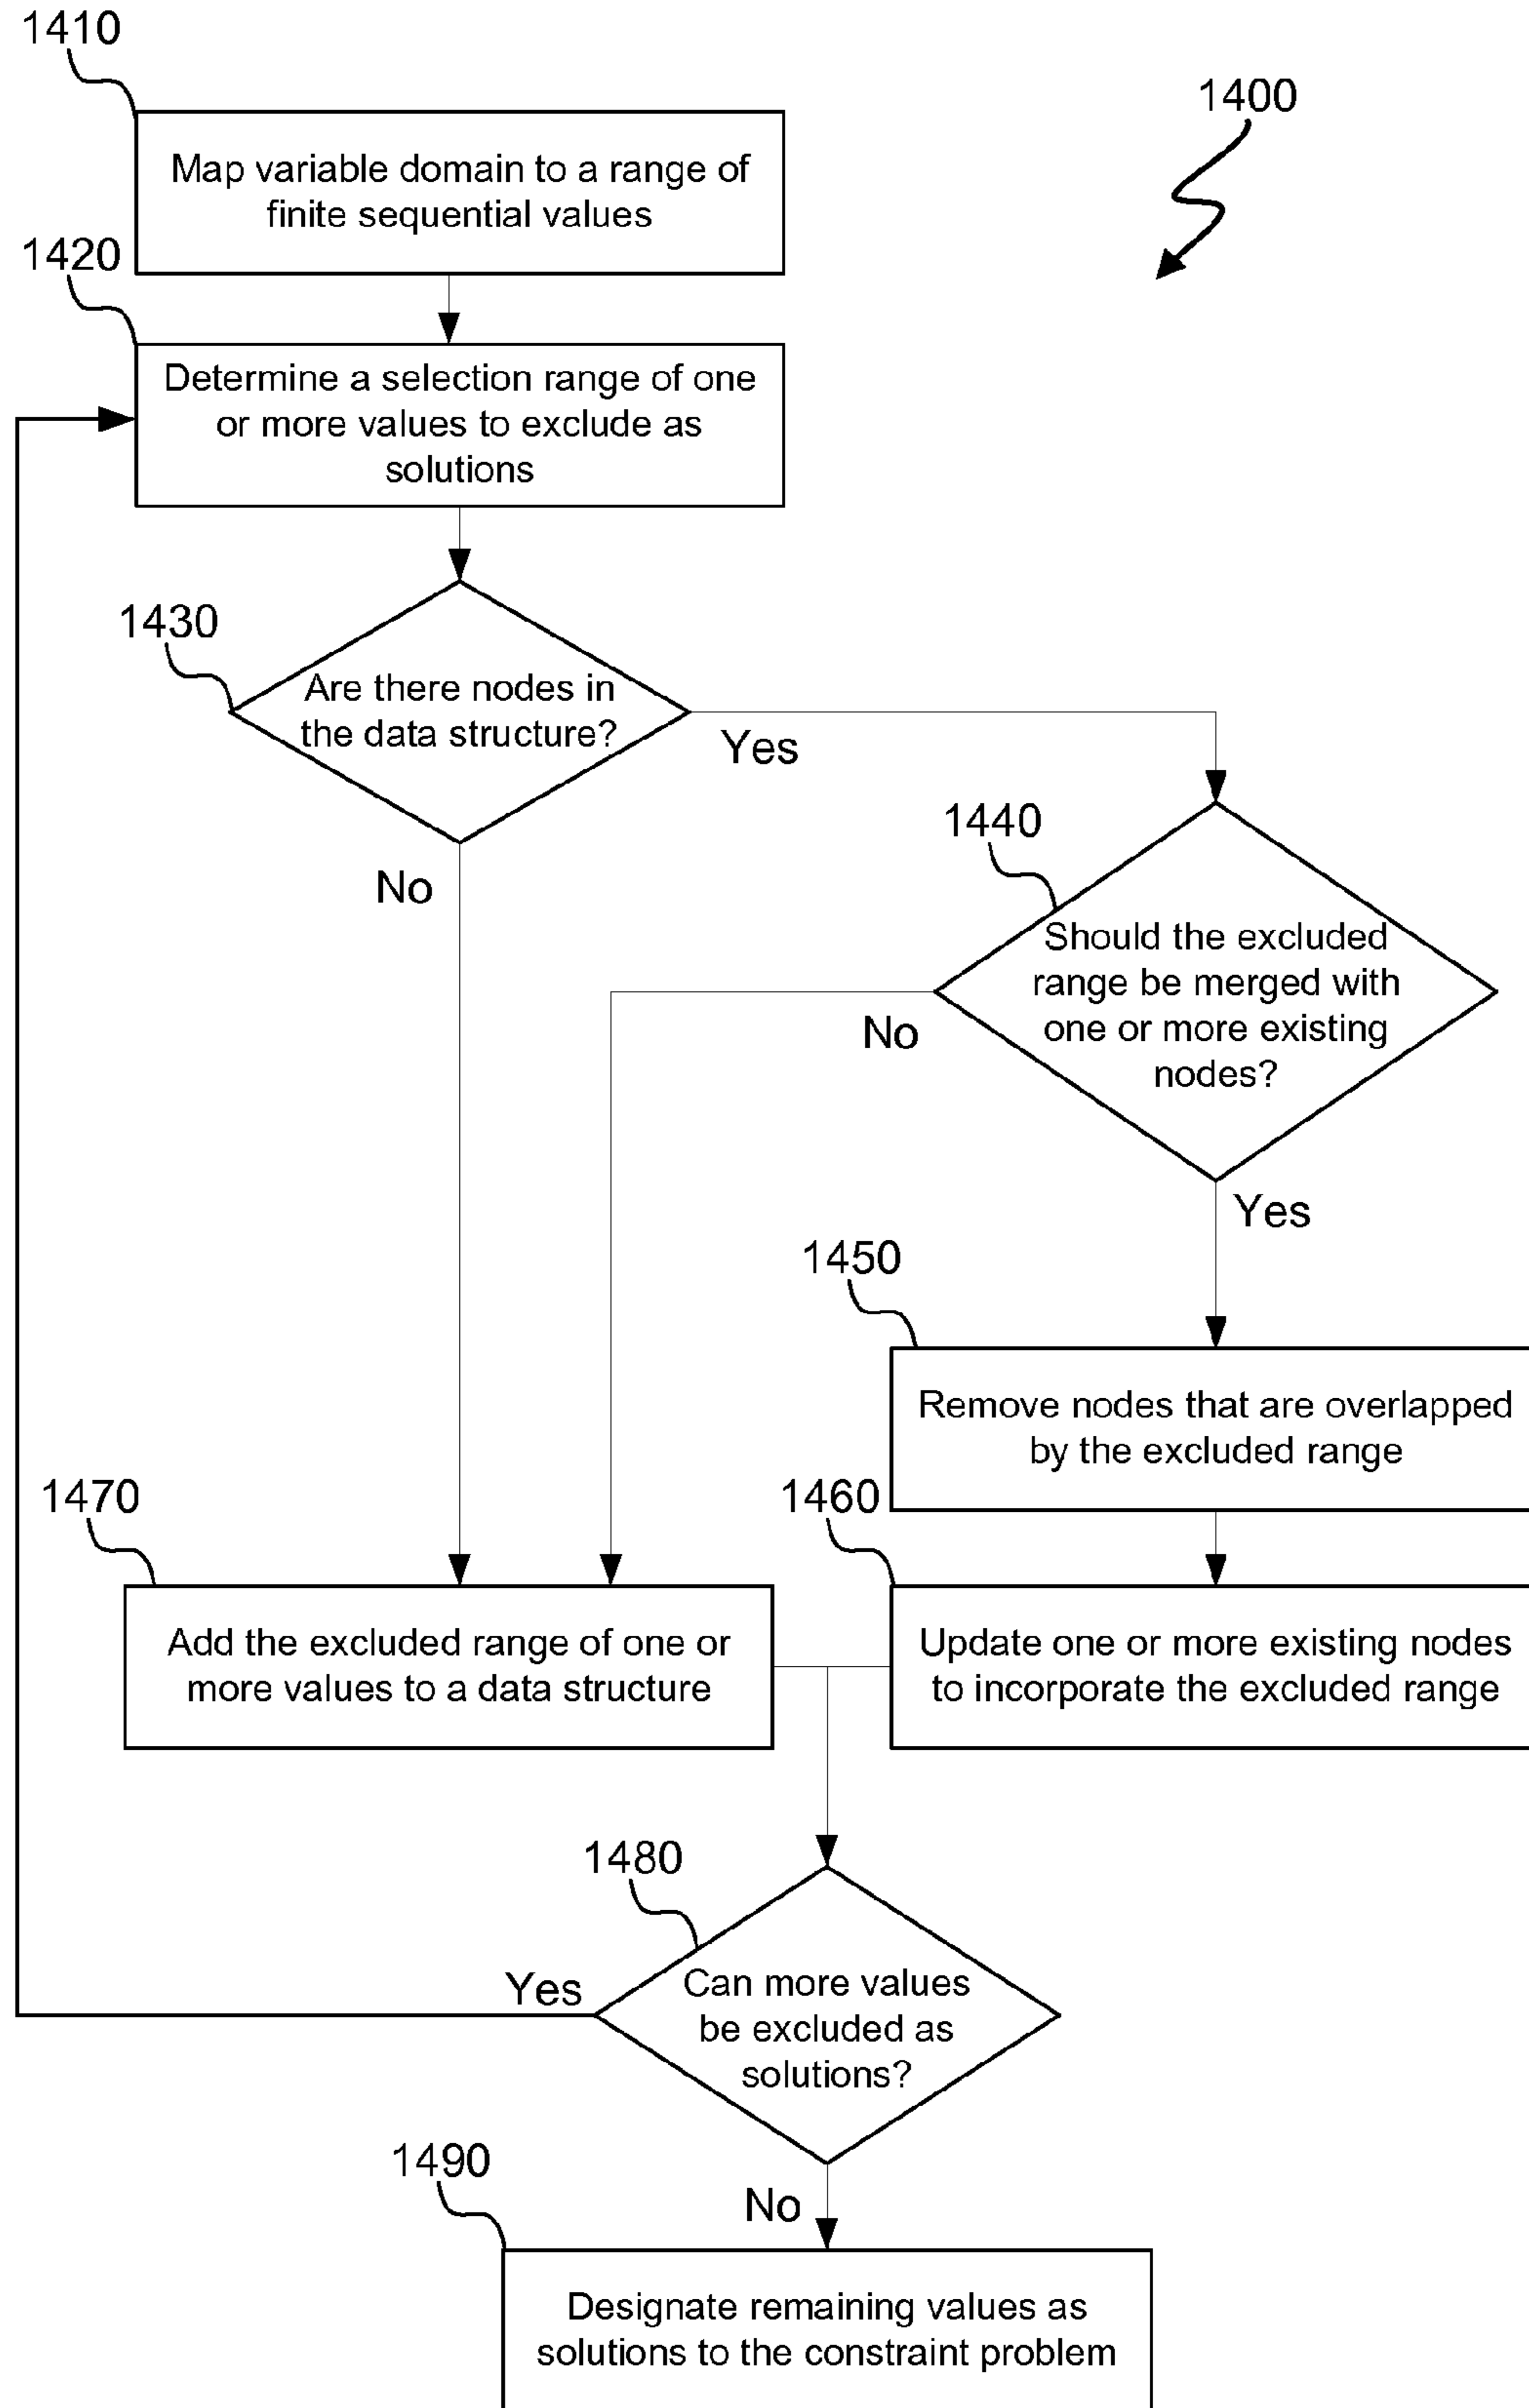 1410
1400
Map variable domain to a range of
finite sequential values
1420
Determine a selection range of one
or more values to exclude as
solutions
1430
Are there nodes in
the data structure?
Yes
No
1440
Should the excluded
range be merged with
one or more existing
nodes?
No
Yes
1450
Remove nodes that are overlapped
by the excluded range
1470
1460
Add the excluded range of one or
more values to a data structure
Update one or more existing nodes
to incorporate the excluded range
1480
Yes
Can more values
be excluded as
solutions?
1490
No
Designate remaining values as
solutions to the constraint problem